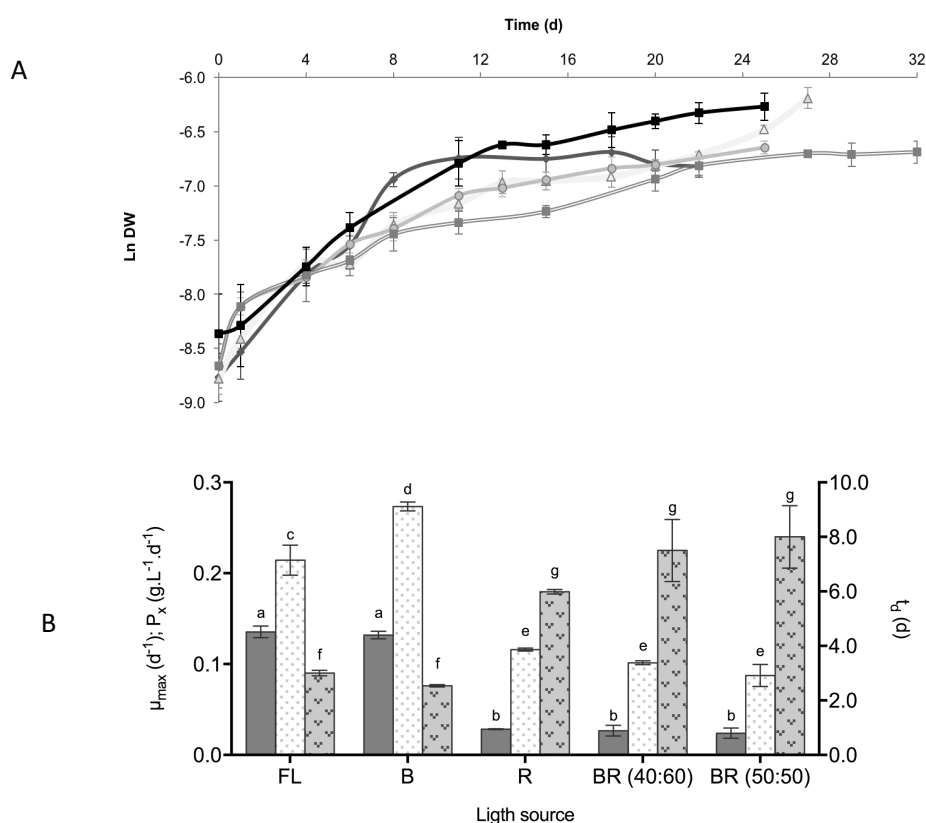 A
Time (d)
0 4 8 12 16 20 24 28 32
-6.0
-6.5
-7.0
-7.5
-8.0
-8.5
-9.0
Ln DW
B
0.3
0.2
0.1
0.0
μmax (d-1); Px (g.L-1.d-1)
10.0
8.0
6.0
4.0
2.0
0.0
td (d)
a c f
a d f
b e g
b e g
b e g
FL B R BR (40:60) BR (50:50)
Ligth source